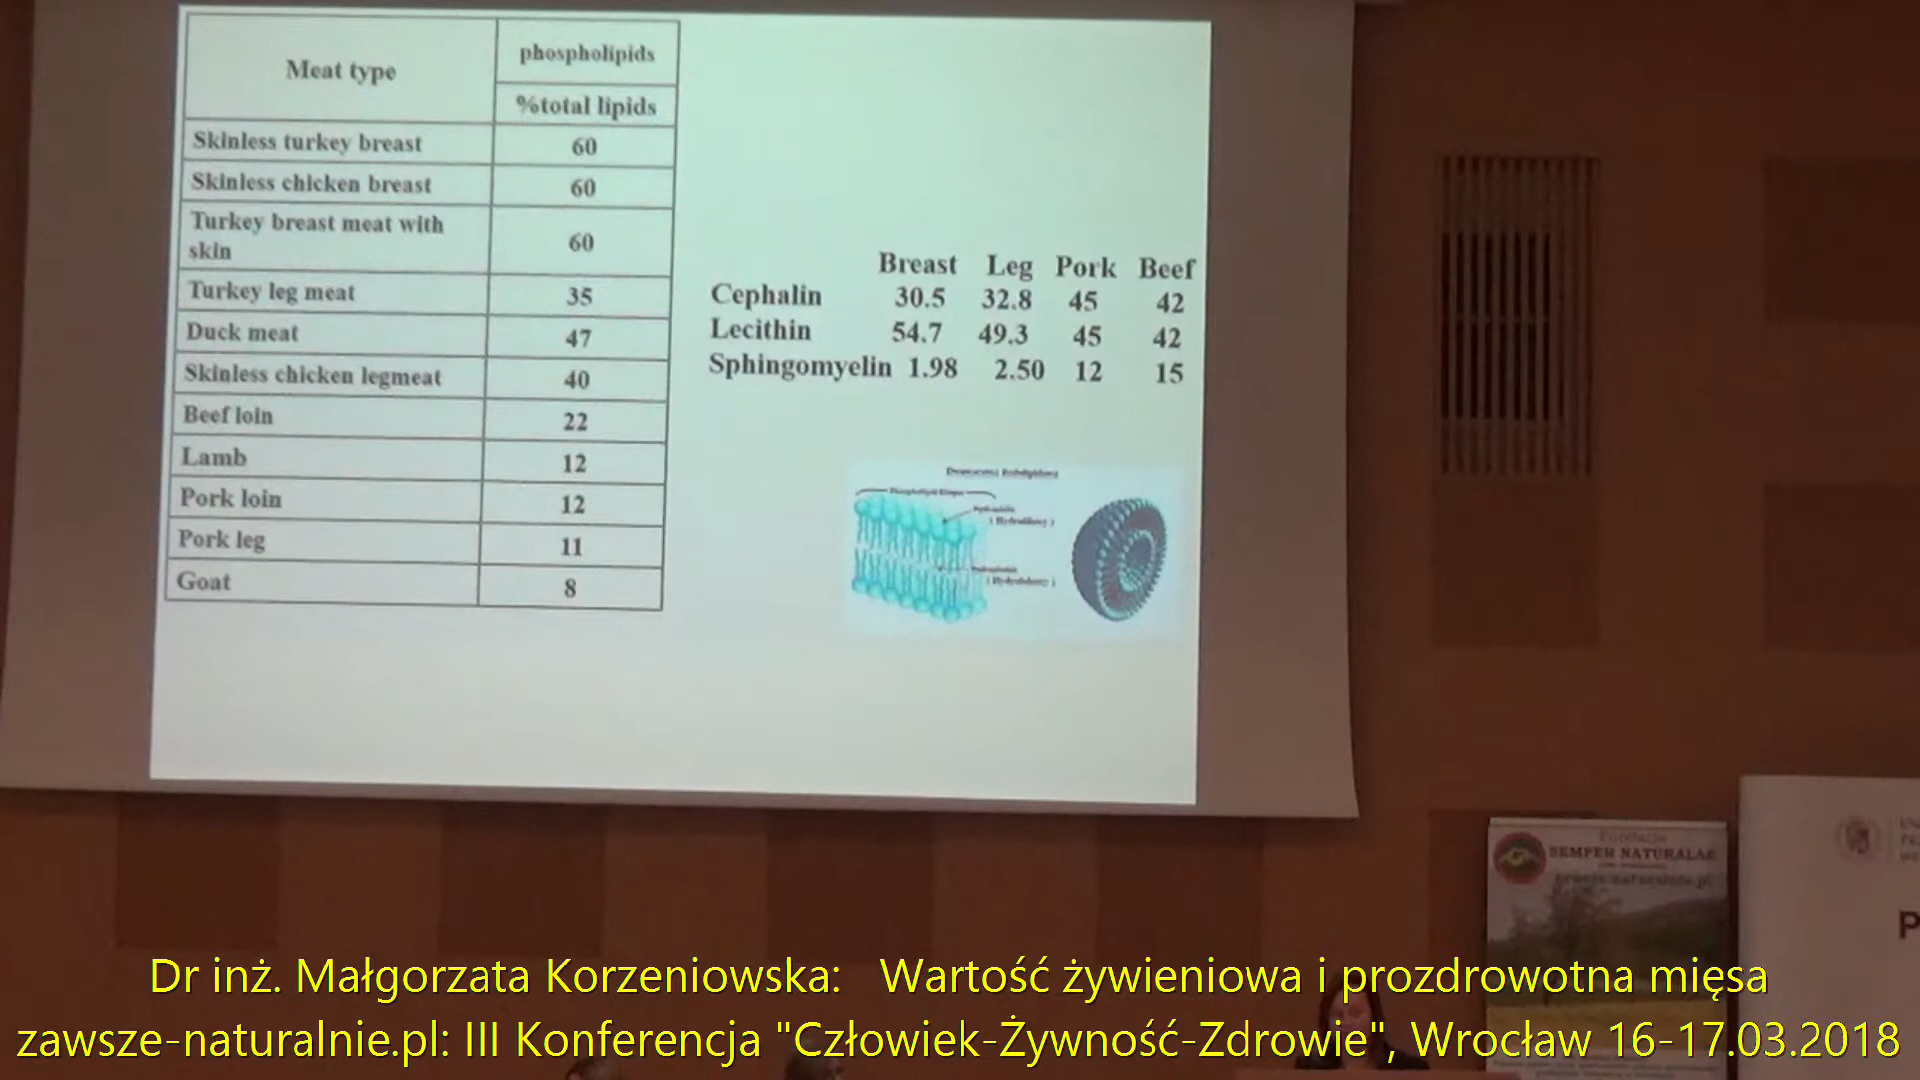 Meat type
phospholipids
%total lipids
Skinless turkey breast 60
Skinless chicken breast 60
Turkey breast meat with
skin 60
Turkey leg meat 35
Duck meat 47
Skinless chicken legmeat 40
Beef loin 22
Lamb 12
Pork loin 12
Pork leg 11
Goat 8
Breast Leg Pork Beef
Cephalin 30.5 32.8 45 42
Lecithin 54.7 49.3 45 42
Sphingomyelin 1.98 2.50 12 15
Fundacja
SEMPER NATURALAE
P
Dr inż. Małgorzata Korzeniowska: Wartość żywieniowa i prozdrowotna mięsa
zawsze-naturalnie.pl: III Konferencja "Człowiek-Żywność-Zdrowie", Wrocław 16-17.03.2018